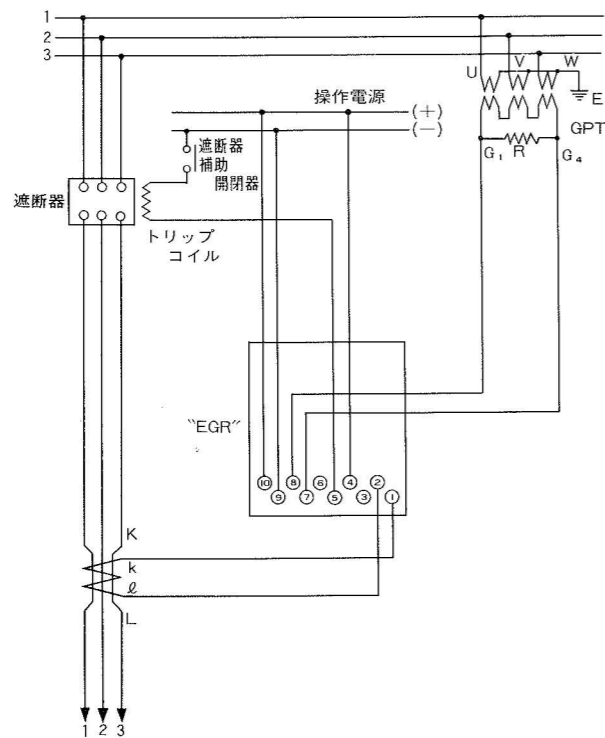 1
2
3
U
V
W
E
GPT
G₁
R
G₄
操作電源
(+)
(−)
遮断器
補助
開閉器
遮断器
トリップ
コイル
"EGR"
⑩
⑨
⑧
⑦
⑥
⑤
④
③
②
①
K
k
ℓ
L
1 2 3